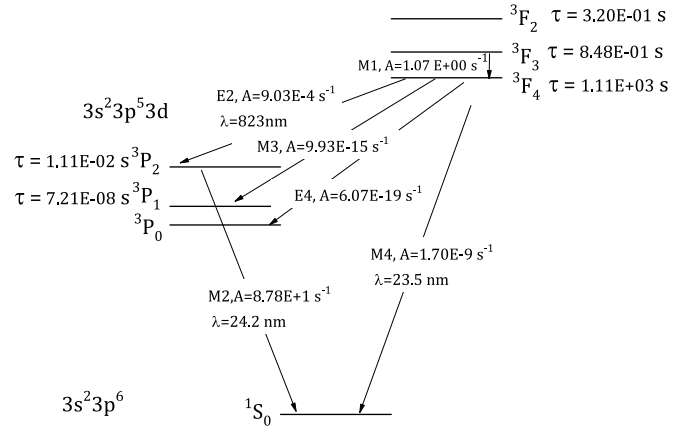 ³F₂ τ = 3.20E-01 s
³F₃ τ = 8.48E-01 s
M1, A=1.07 E+00 s⁻¹
³F₄ τ = 1.11E+03 s
E2, A=9.03E-4 s⁻¹
λ=823nm
3s²3p⁵3d
M3, A=9.93E-15 s⁻¹
τ = 1.11E-02 s ³P₂
E4, A=6.07E-19 s⁻¹
τ = 7.21E-08 s ³P₁
³P₀
M4, A=1.70E-9 s⁻¹
λ=23.5 nm
M2,A=8.78E+1 s⁻¹
λ=24.2 nm
3s²3p⁶
¹S₀